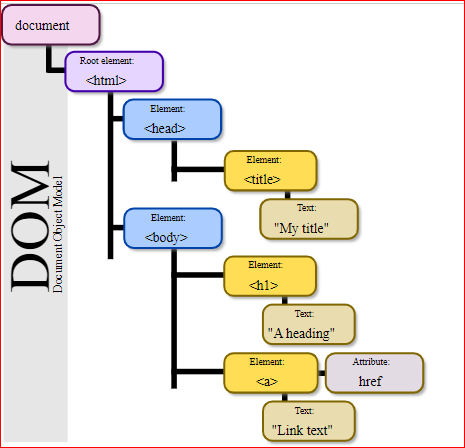 document
Root element:
<html>
Element:
<head>
Element:
<title>
Text:
"My title"
Element:
<body>
Element:
<h1>
Text:
"A heading"
Element:
<a>
Attribute:
href
Text:
"Link text"
DOM
Document Object Model